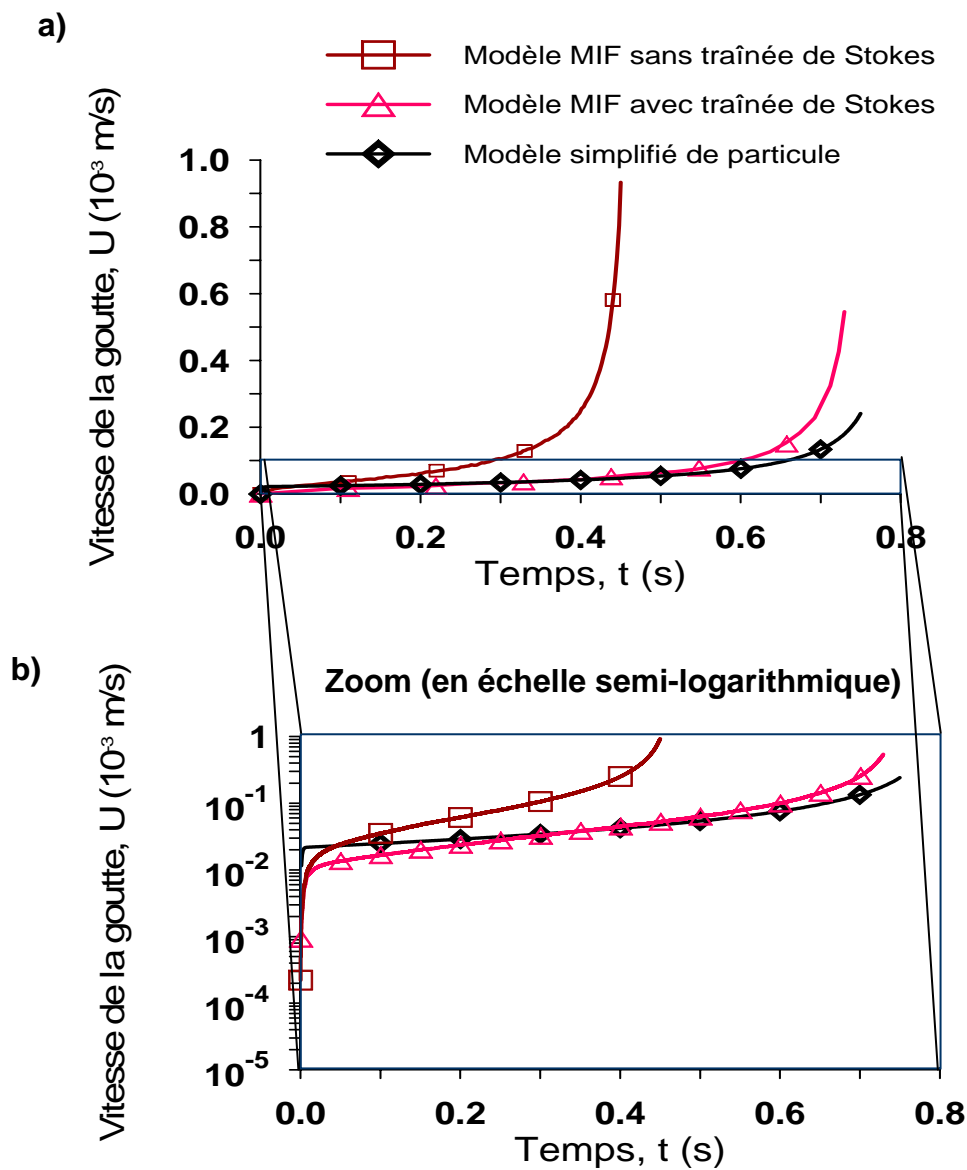 a)
Modèle MIF sans traînée de Stokes
Modèle MIF avec traînée de Stokes
Modèle simplifié de particule
Vitesse de la goutte, U (10⁻³ m/s)
1.0
0.8
0.6
0.4
0.2
0.0
0.0 0.2 0.4 0.6 0.8
Temps, t (s)
b)
Zoom (en échelle semi-logarithmique)
Vitesse de la goutte, U (10⁻³ m/s)
1
10⁻¹
10⁻²
10⁻³
10⁻⁴
10⁻⁵
0.0 0.2 0.4 0.6 0.8
Temps, t (s)